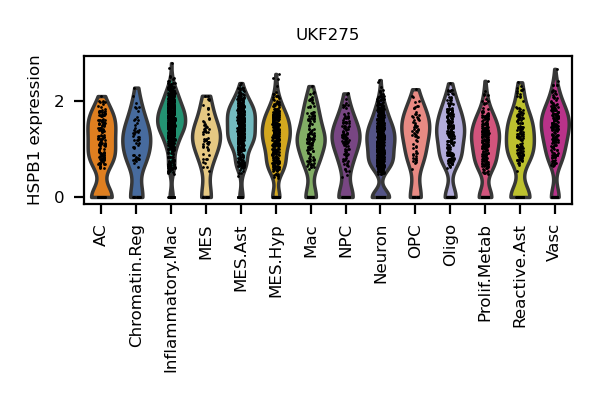 UKF275
HSPB1 expression
2
0
AC
Chromatin.Reg
Inflammatory.Mac
MES
MES.Ast
MES.Hyp
Mac
NPC
Neuron
OPC
Oligo
Prolif.Metab
Reactive.Ast
Vasc